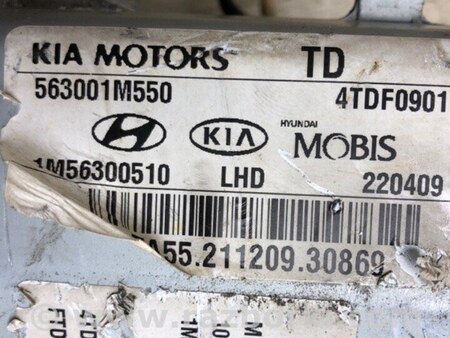 KIA MOTORS TD
563001M550 4TDF0901
KIA HYUNDAI MOBIS
1M56300510 LHD 220409
A55.211209.30869